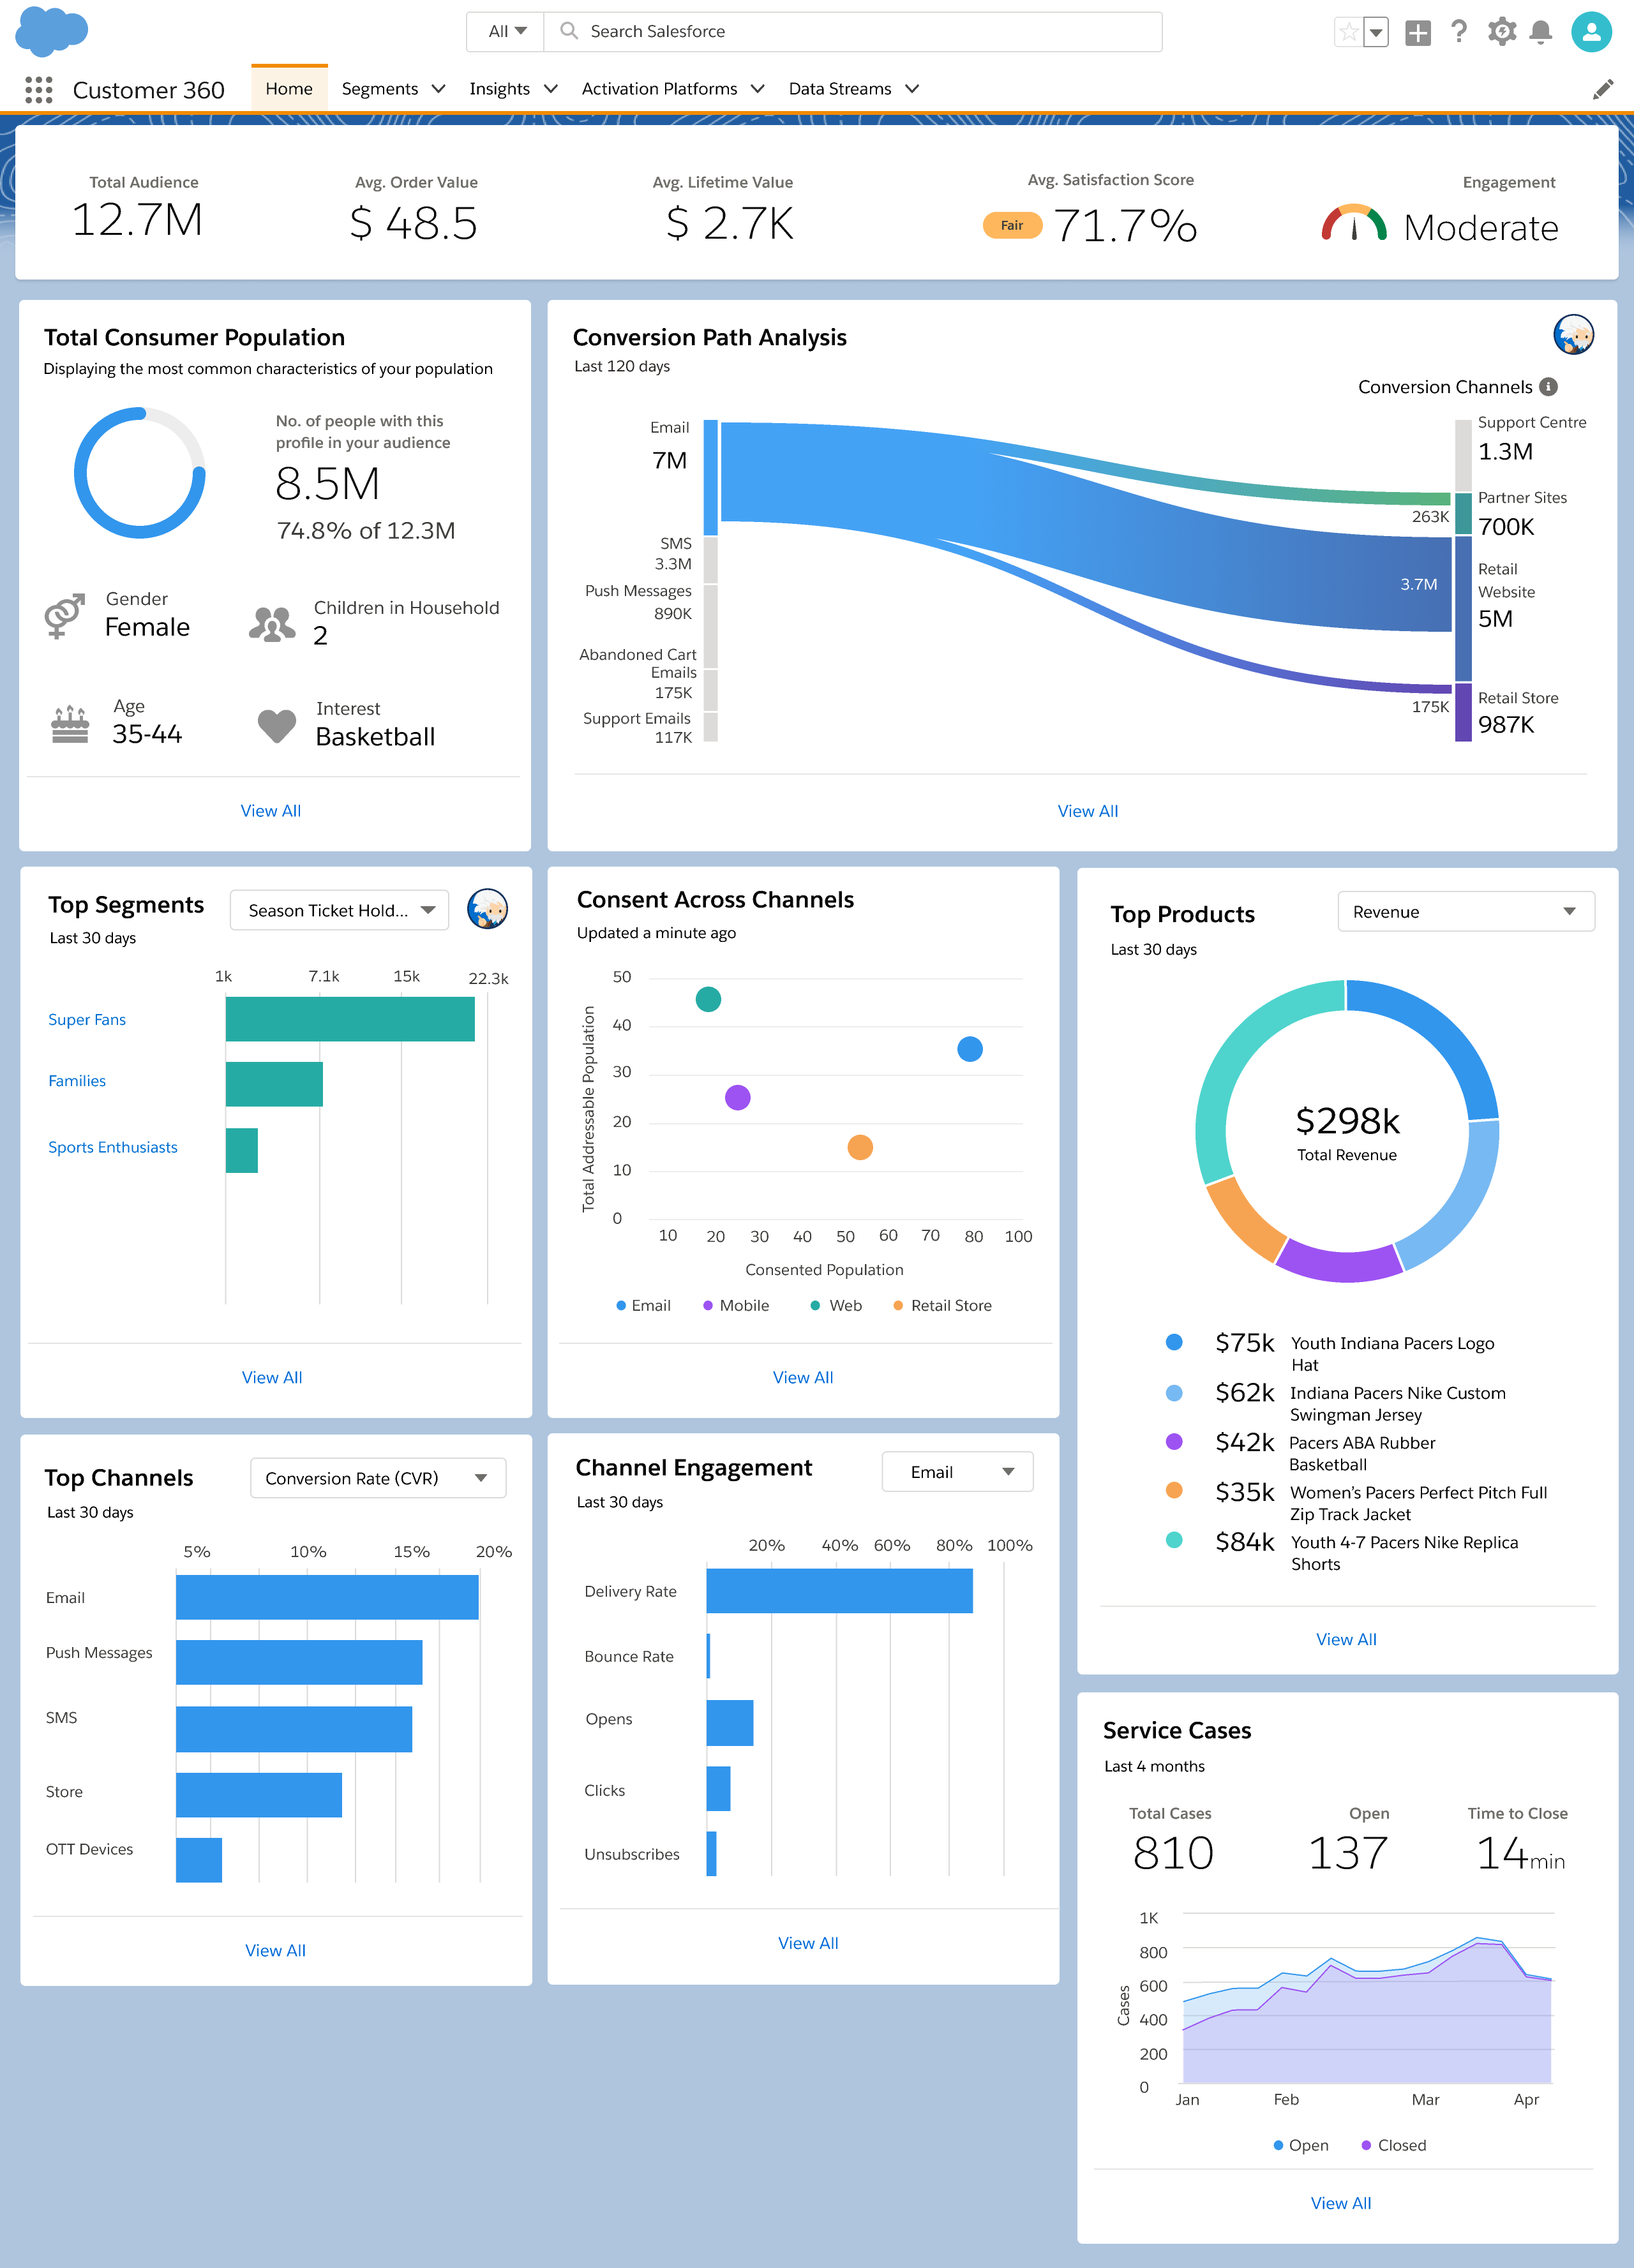 All
Search Salesforce
Customer 360
Home
Segments
Insights
Activation Platforms
Data Streams
Total Audience
12.7M
Avg. Order Value
$ 48.5
Avg. Lifetime Value
$ 2.7K
Avg. Satisfaction Score
Fair
71.7%
Engagement
Moderate
Total Consumer Population
Displaying the most common characteristics of your population
No. of people with this
profile in your audience
8.5M
74.8% of 12.3M
Gender
Female
Children in Household
2
Age
35-44
Interest
Basketball
View All
Conversion Path Analysis
Last 120 days
Conversion Channels
Email
7M
SMS
3.3M
Push Messages
890K
Abandoned Cart
Emails
175K
Support Emails
117K
263K
3.7M
175K
Support Centre
1.3M
Partner Sites
700K
Retail
Website
5M
Retail Store
987K
View All
Top Segments
Season Ticket Hold...
Last 30 days
1k 7.1k 15k 22.3k
Super Fans
Families
Sports Enthusiasts
View All
Consent Across Channels
Updated a minute ago
Total Addressable Population
50
40
30
20
10
0
10 20 30 40 50 60 70 80 100
Consented Population
Email Mobile Web Retail Store
View All
Top Products
Revenue
Last 30 days
$298k
Total Revenue
$75k Youth Indiana Pacers Logo
Hat
$62k Indiana Pacers Nike Custom
Swingman Jersey
$42k Pacers ABA Rubber
Basketball
$35k Women's Pacers Perfect Pitch Full
Zip Track Jacket
$84k Youth 4-7 Pacers Nike Replica
Shorts
View All
Top Channels
Conversion Rate (CVR)
Last 30 days
5% 10% 15% 20%
Email
Push Messages
SMS
Store
OTT Devices
View All
Channel Engagement
Email
Last 30 days
20% 40% 60% 80% 100%
Delivery Rate
Bounce Rate
Opens
Clicks
Unsubscribes
View All
Service Cases
Last 4 months
Total Cases
810
Open
137
Time to Close
14min
Cases
1K
800
600
400
200
0
Jan Feb Mar Apr
Open Closed
View All